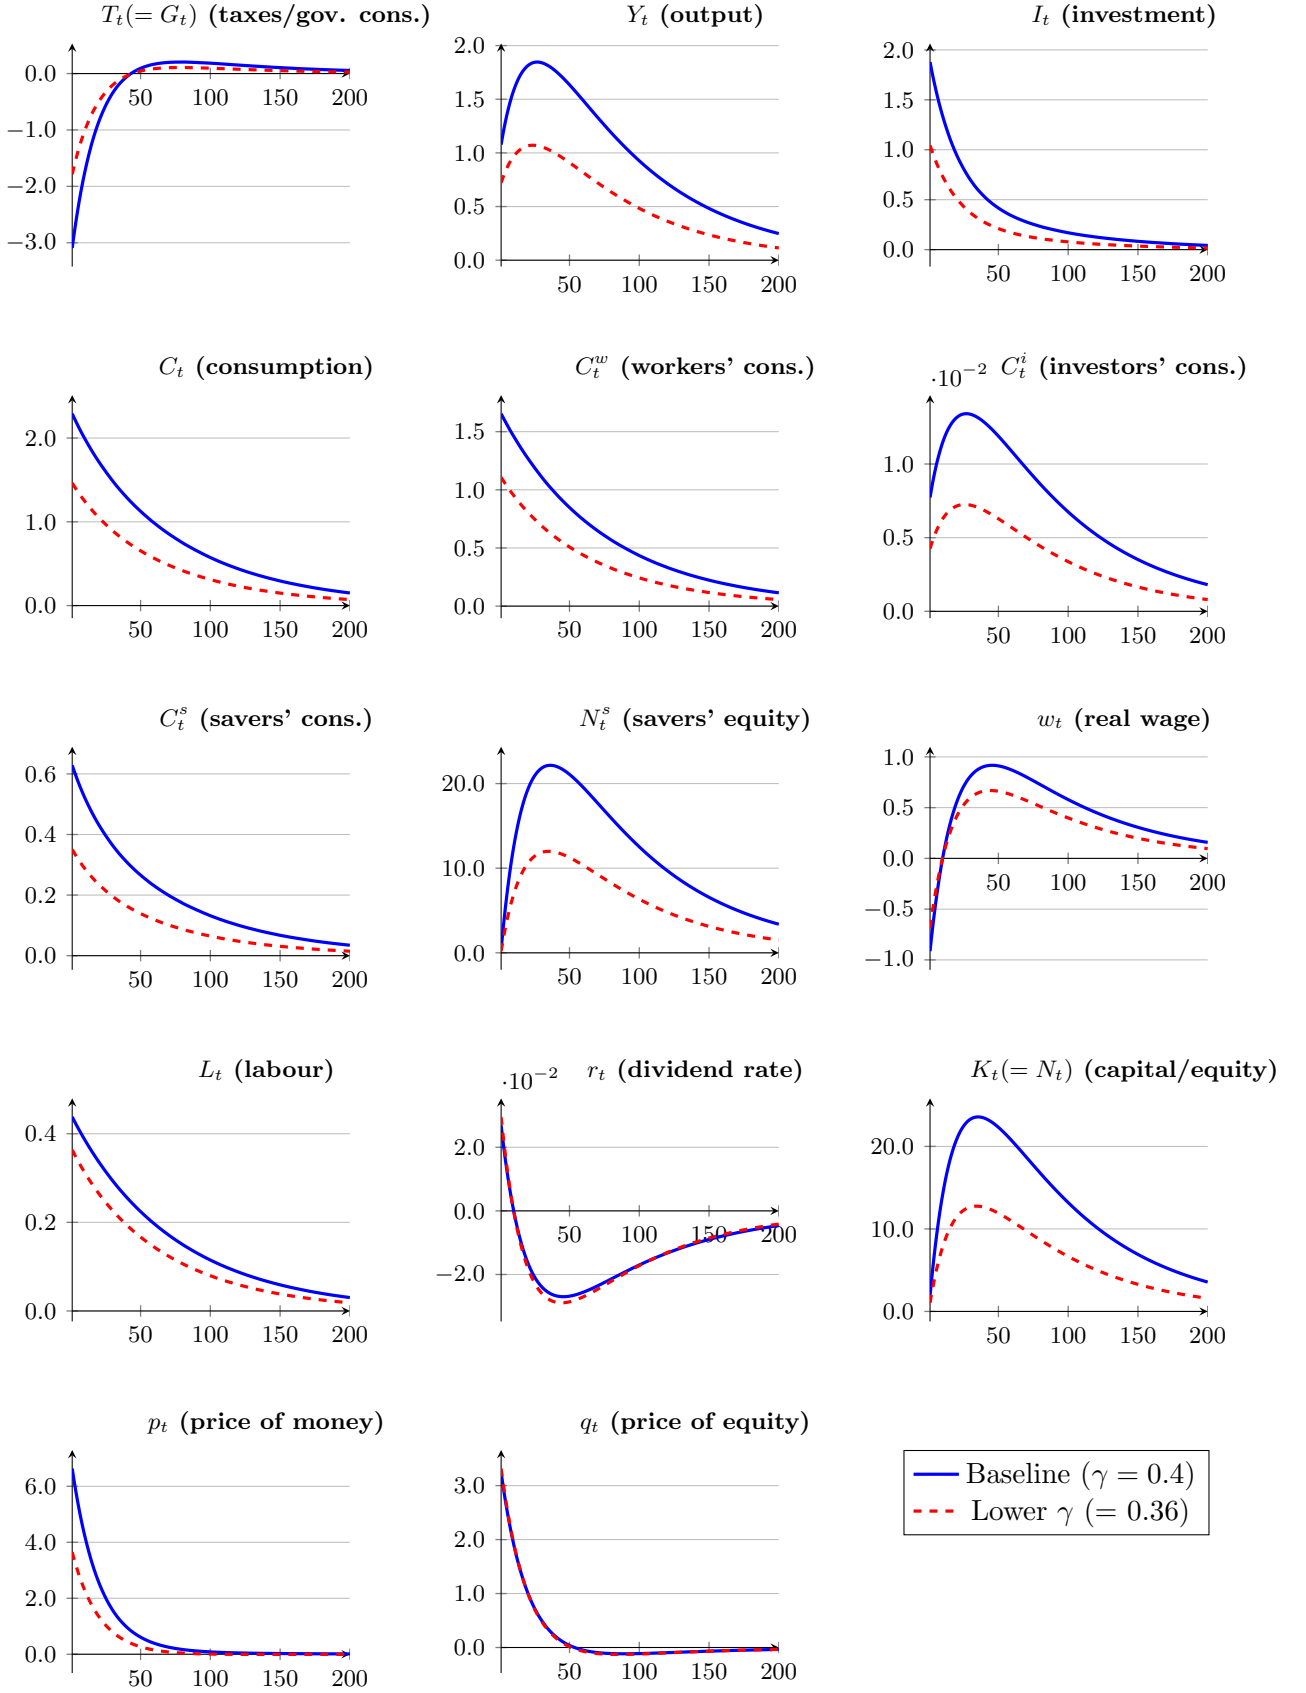 T_t(= G_t) (taxes/gov. cons.)
0.0
−1.0
−2.0
−3.0
50 100 150 200
Y_t (output)
2.0
1.5
1.0
0.5
0.0
50 100 150 200
I_t (investment)
2.0
1.5
1.0
0.5
0.0
50 100 150 200
C_t (consumption)
2.0
1.0
0.0
50 100 150 200
C_t^w (workers' cons.)
1.5
1.0
0.5
0.0
50 100 150 200
·10^−2 C_t^i (investors' cons.)
1.0
0.5
0.0
50 100 150 200
C_t^s (savers' cons.)
0.6
0.4
0.2
0.0
50 100 150 200
N_t^s (savers' equity)
20.0
10.0
0.0
50 100 150 200
w_t (real wage)
1.0
0.5
0.0
−0.5
−1.0
50 100 150 200
L_t (labour)
0.4
0.2
0.0
50 100 150 200
·10^−2 r_t (dividend rate)
2.0
0.0
−2.0
50 100 150 200
K_t(= N_t) (capital/equity)
20.0
10.0
0.0
50 100 150 200
p_t (price of money)
6.0
4.0
2.0
0.0
50 100 150 200
q_t (price of equity)
3.0
2.0
1.0
0.0
50 100 150 200
Baseline (γ = 0.4)
Lower γ (= 0.36)